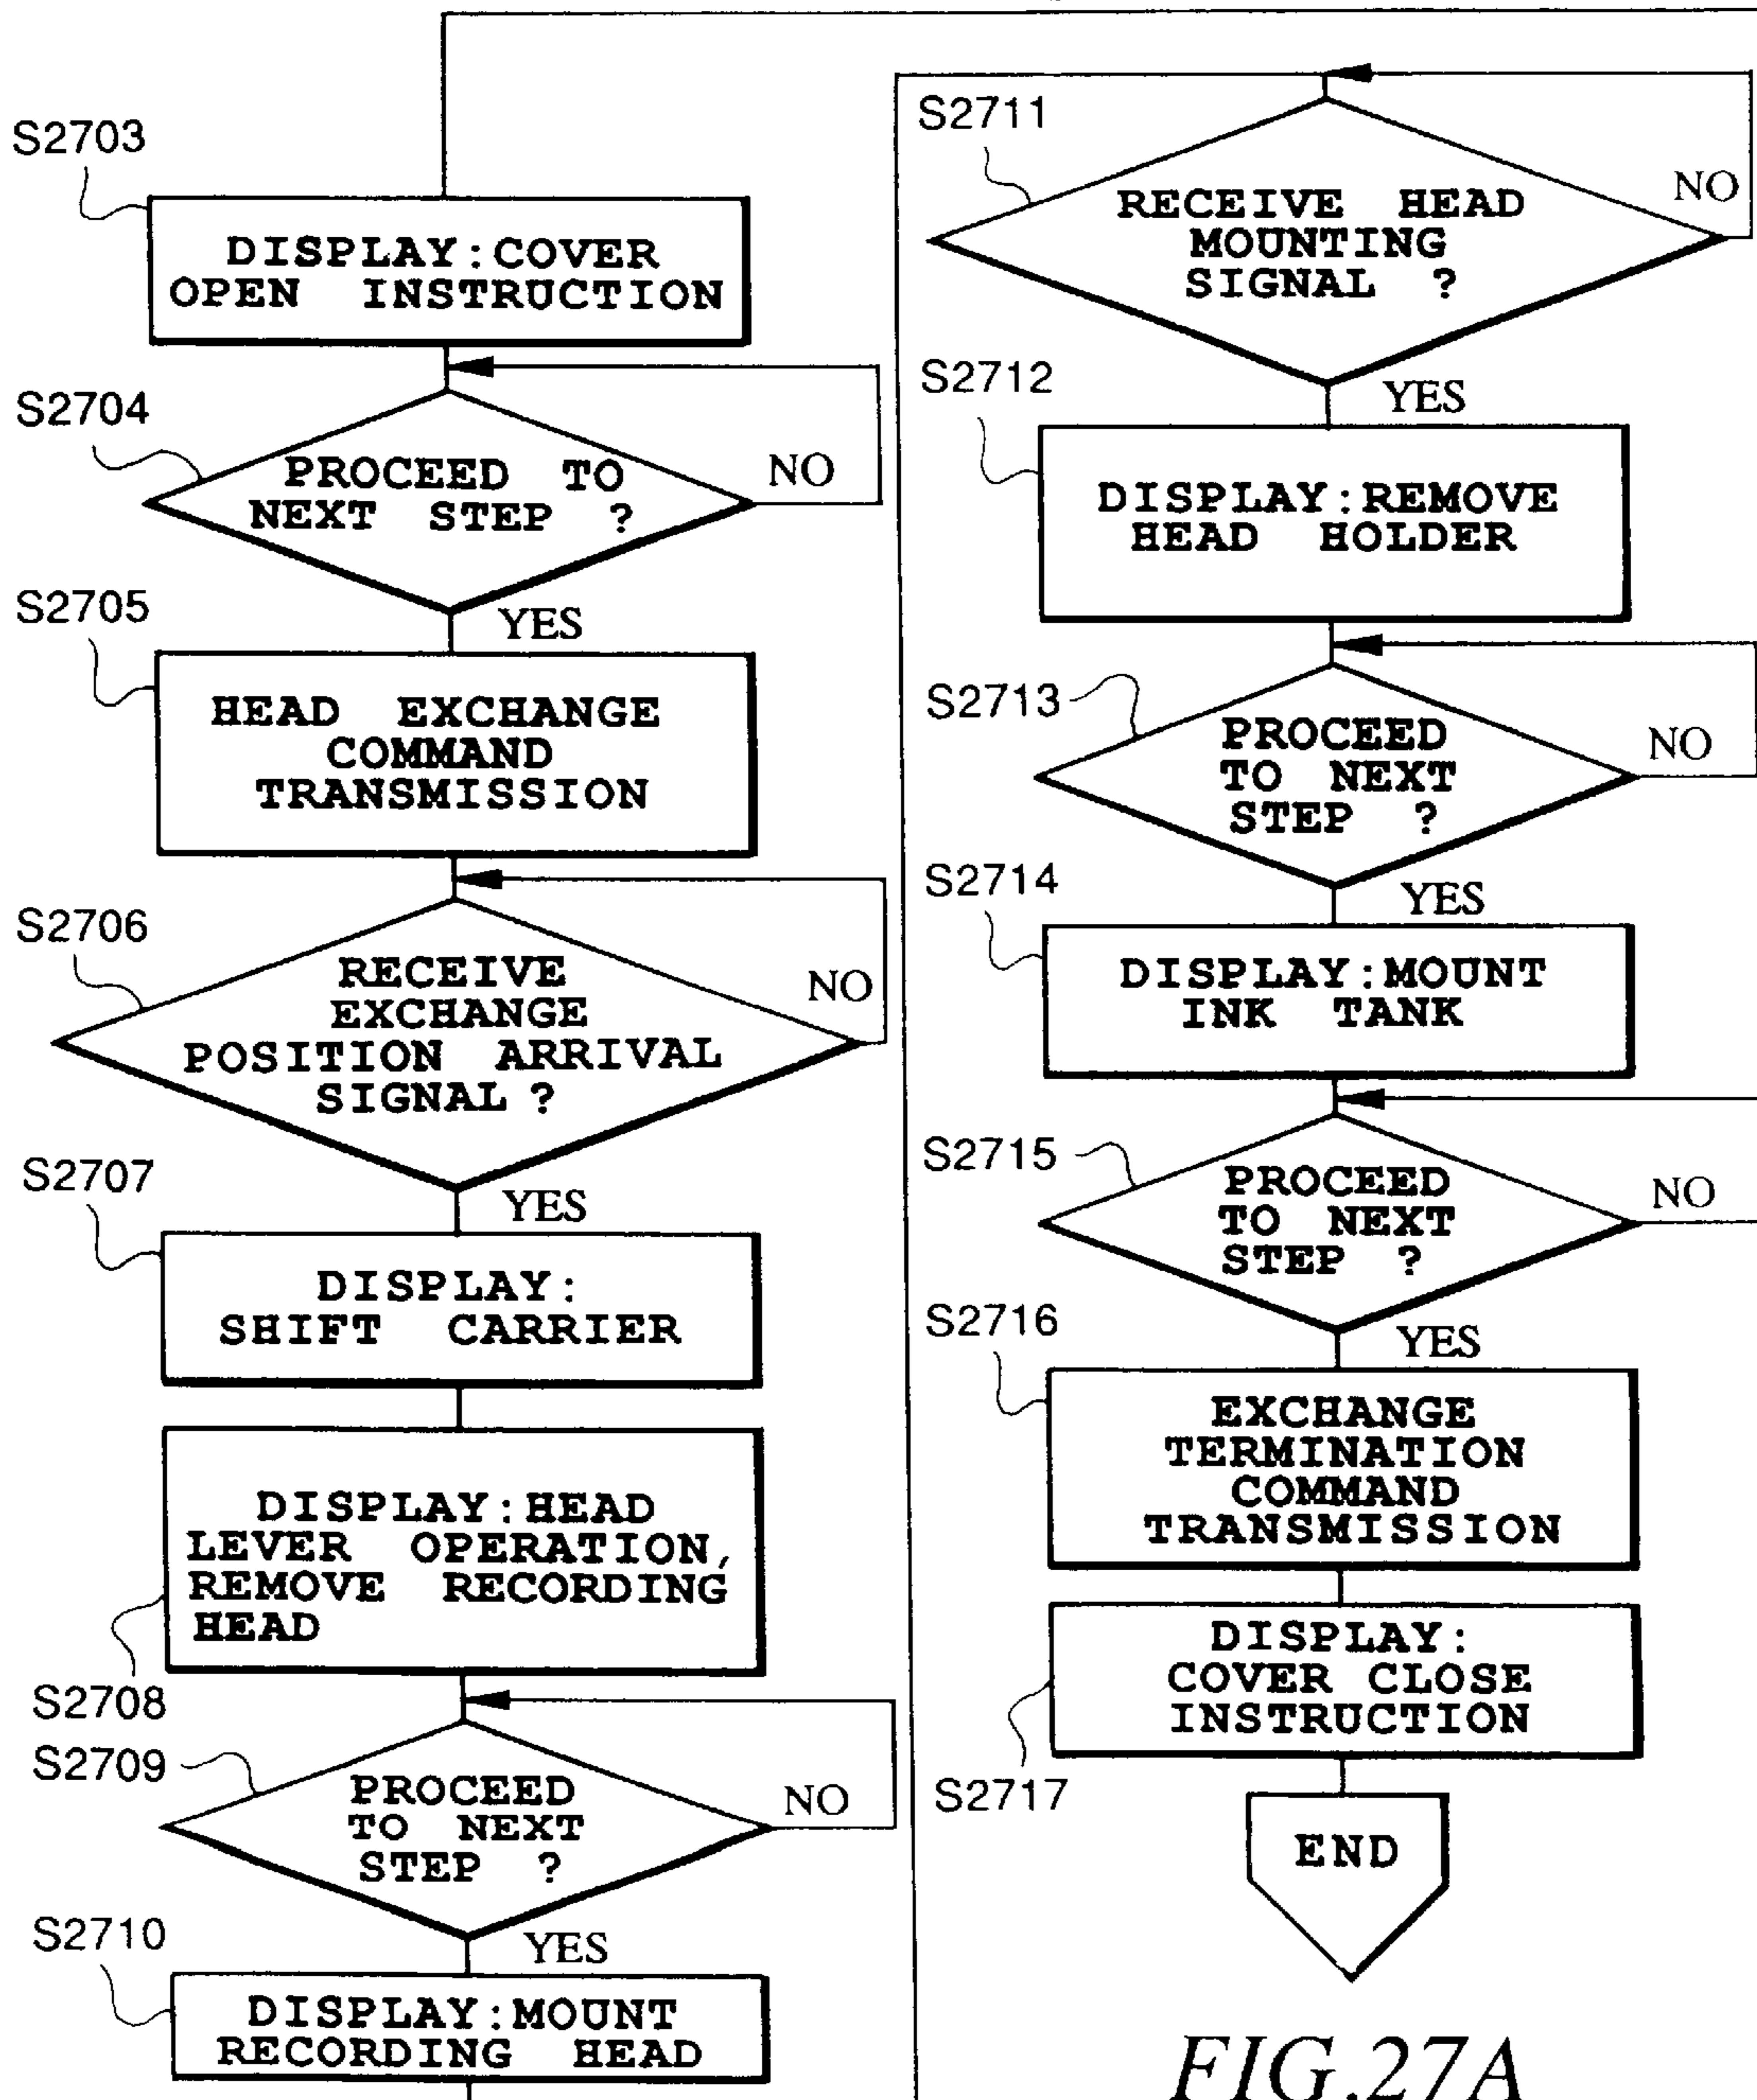 S2703
DISPLAY:COVER
OPEN INSTRUCTION
S2704
PROCEED TO
NEXT STEP ?
NO
YES
S2705
HEAD EXCHANGE
COMMAND
TRANSMISSION
S2706
RECEIVE
EXCHANGE
POSITION ARRIVAL
SIGNAL ?
NO
YES
S2707
DISPLAY:
SHIFT CARRIER
DISPLAY:HEAD
LEVER OPERATION,
REMOVE RECORDING
HEAD
S2708
S2709
PROCEED
TO NEXT
STEP ?
NO
YES
S2710
DISPLAY:MOUNT
RECORDING HEAD
S2711
RECEIVE HEAD
MOUNTING
SIGNAL ?
NO
YES
S2712
DISPLAY:REMOVE
HEAD HOLDER
S2713
PROCEED
TO NEXT
STEP ?
NO
YES
S2714
DISPLAY:MOUNT
INK TANK
S2715
PROCEED
TO NEXT
STEP ?
NO
YES
S2716
EXCHANGE
TERMINATION
COMMAND
TRANSMISSION
DISPLAY:
COVER CLOSE
INSTRUCTION
S2717
END
FIG.27A